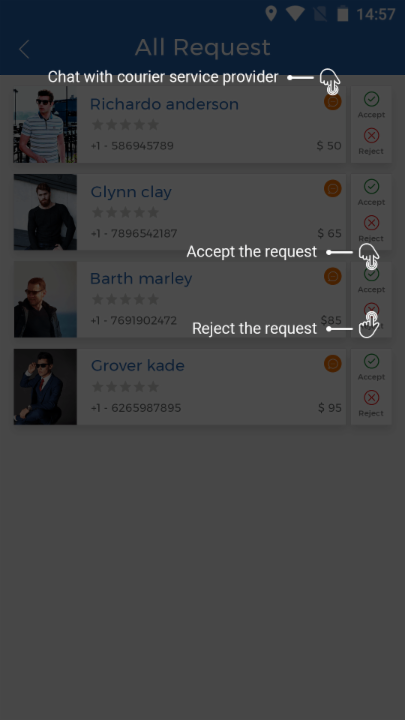 14:57
All Request
Chat with courier service provider
Richardo anderson
Accept
+1 - 586945789
$ 50
Reject
Glynn clay
Accept
+1 - 7896542187
$ 65
Reject
Accept the request
Barth marley
Accept
+1 - 7691902472
$85
Reject the request
Grover kade
Accept
+1 - 6265987895
$ 95
Reject